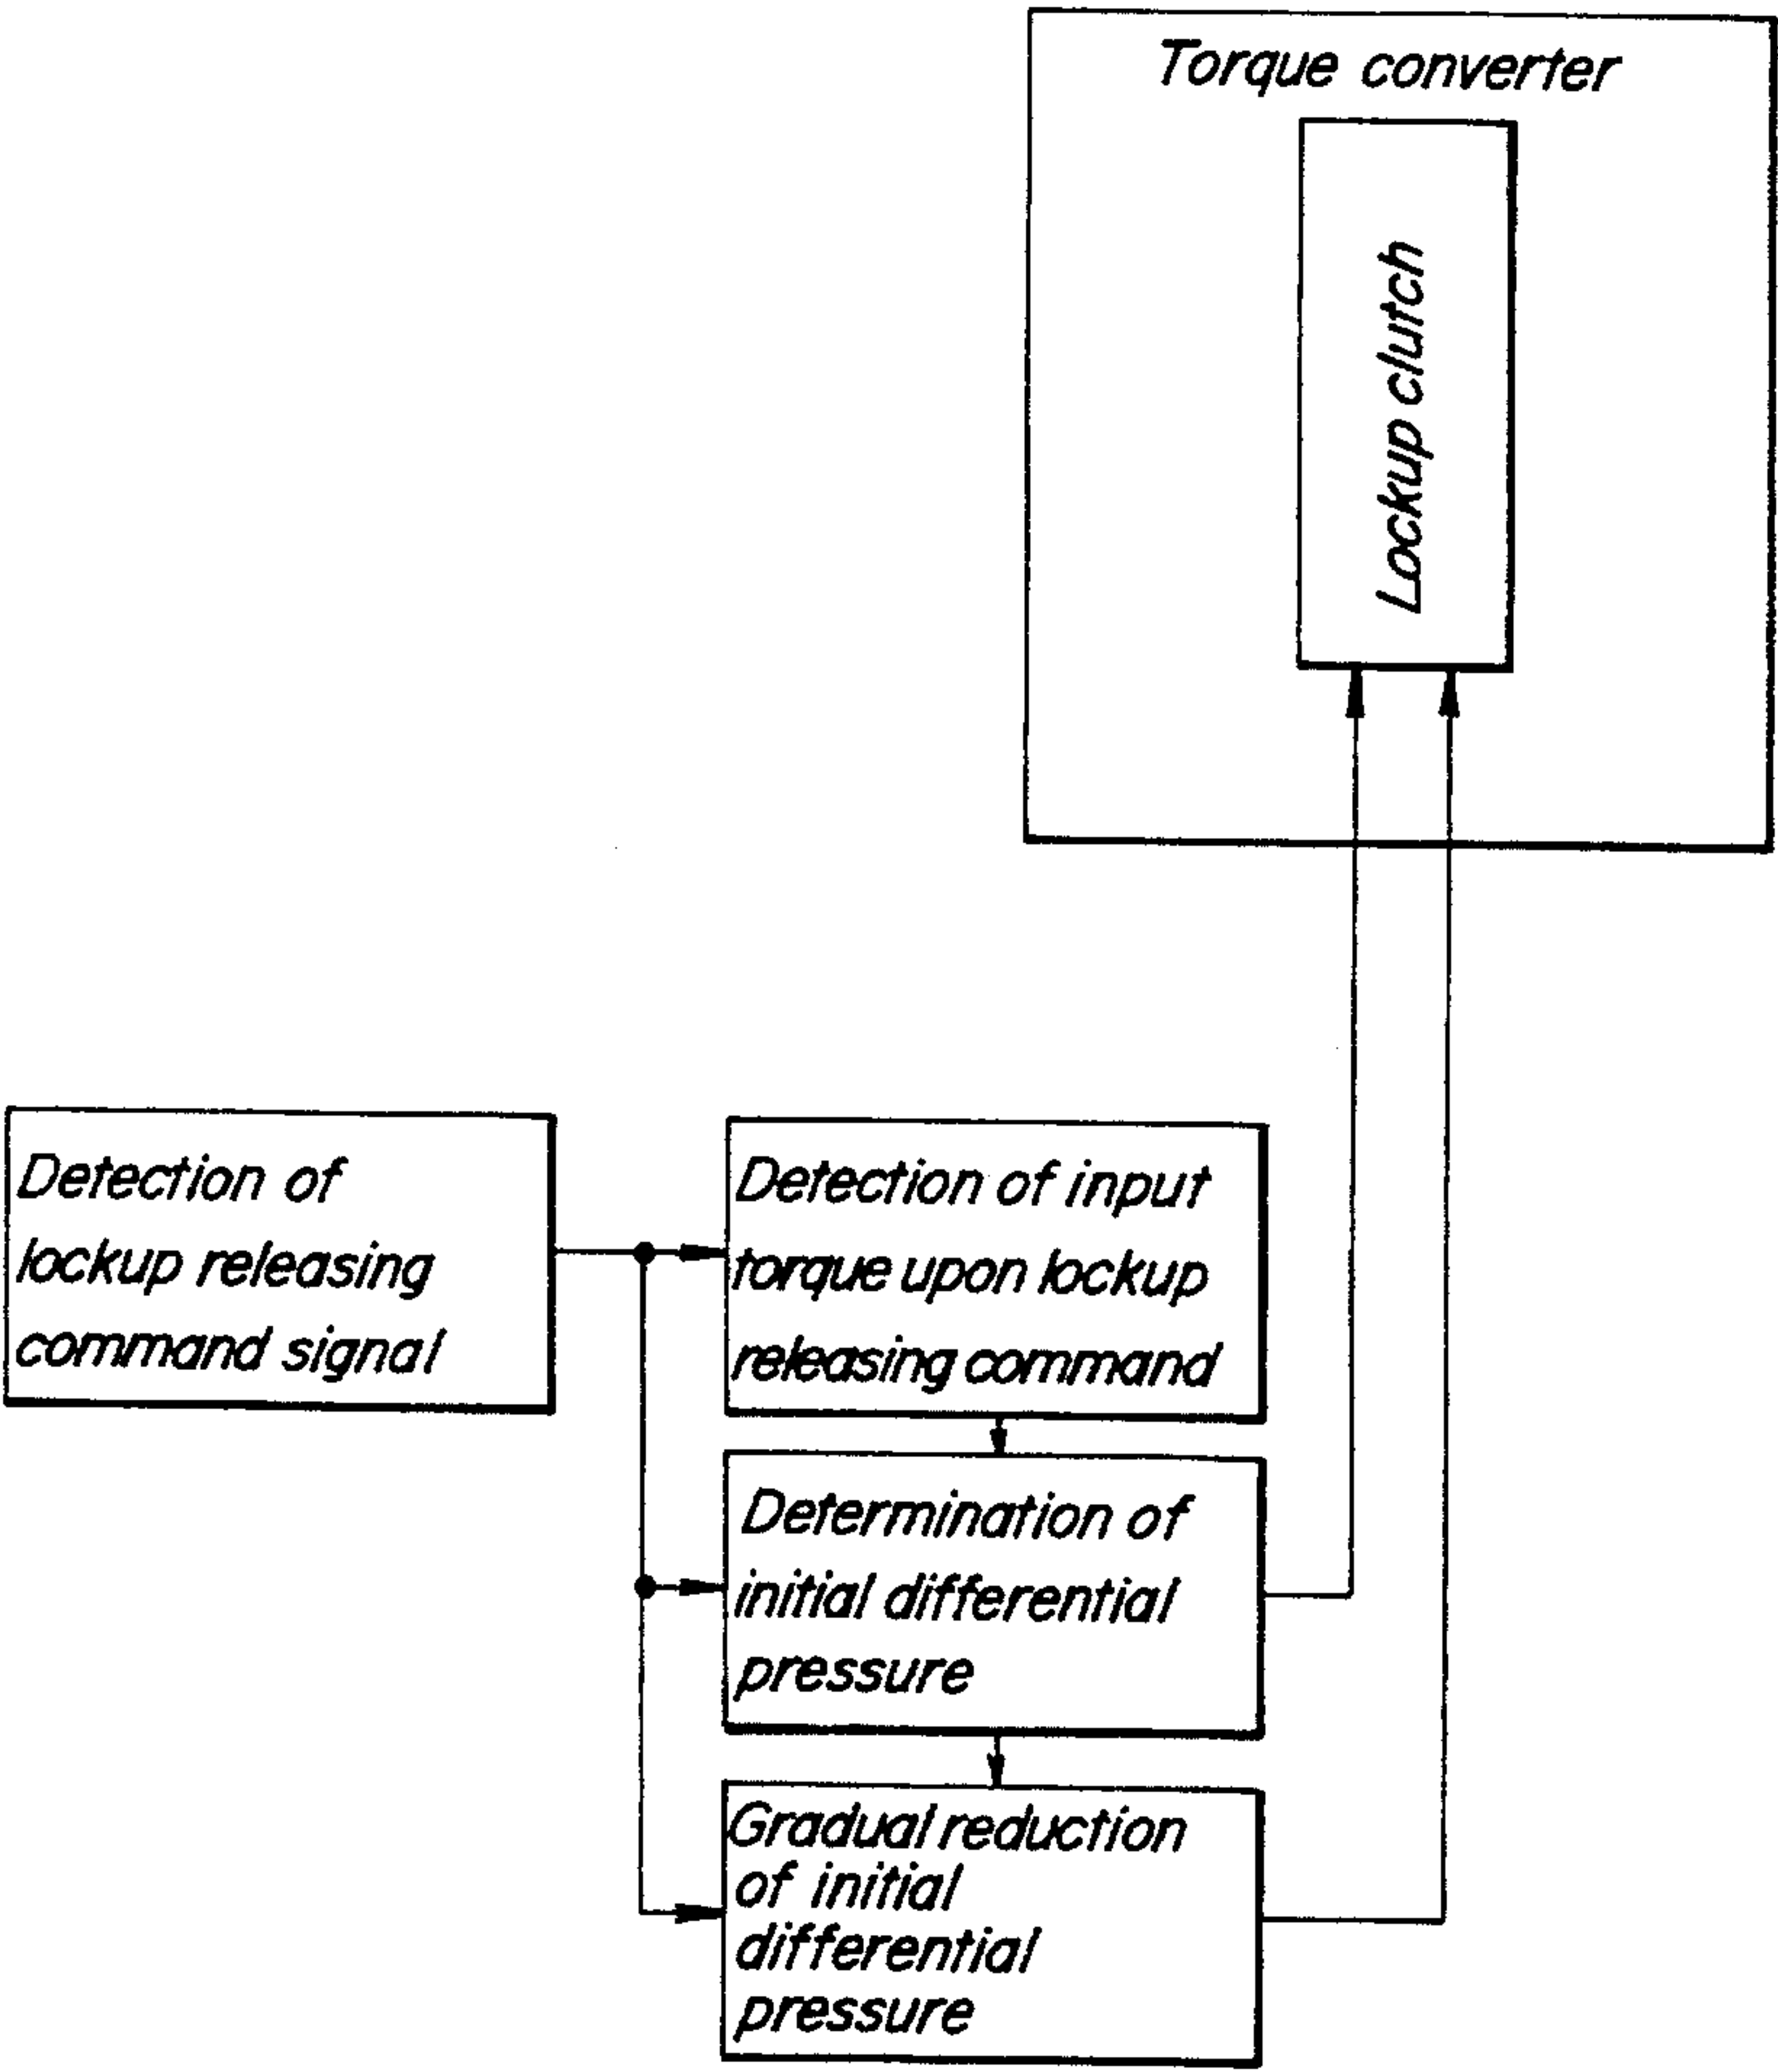 Torque converter
Lockup clutch
Detection of
lockup releasing
command signal
Detection of input
torque upon lockup
releasing command
Determination of
initial differential
pressure
Gradual reduction
of initial
differential
pressure